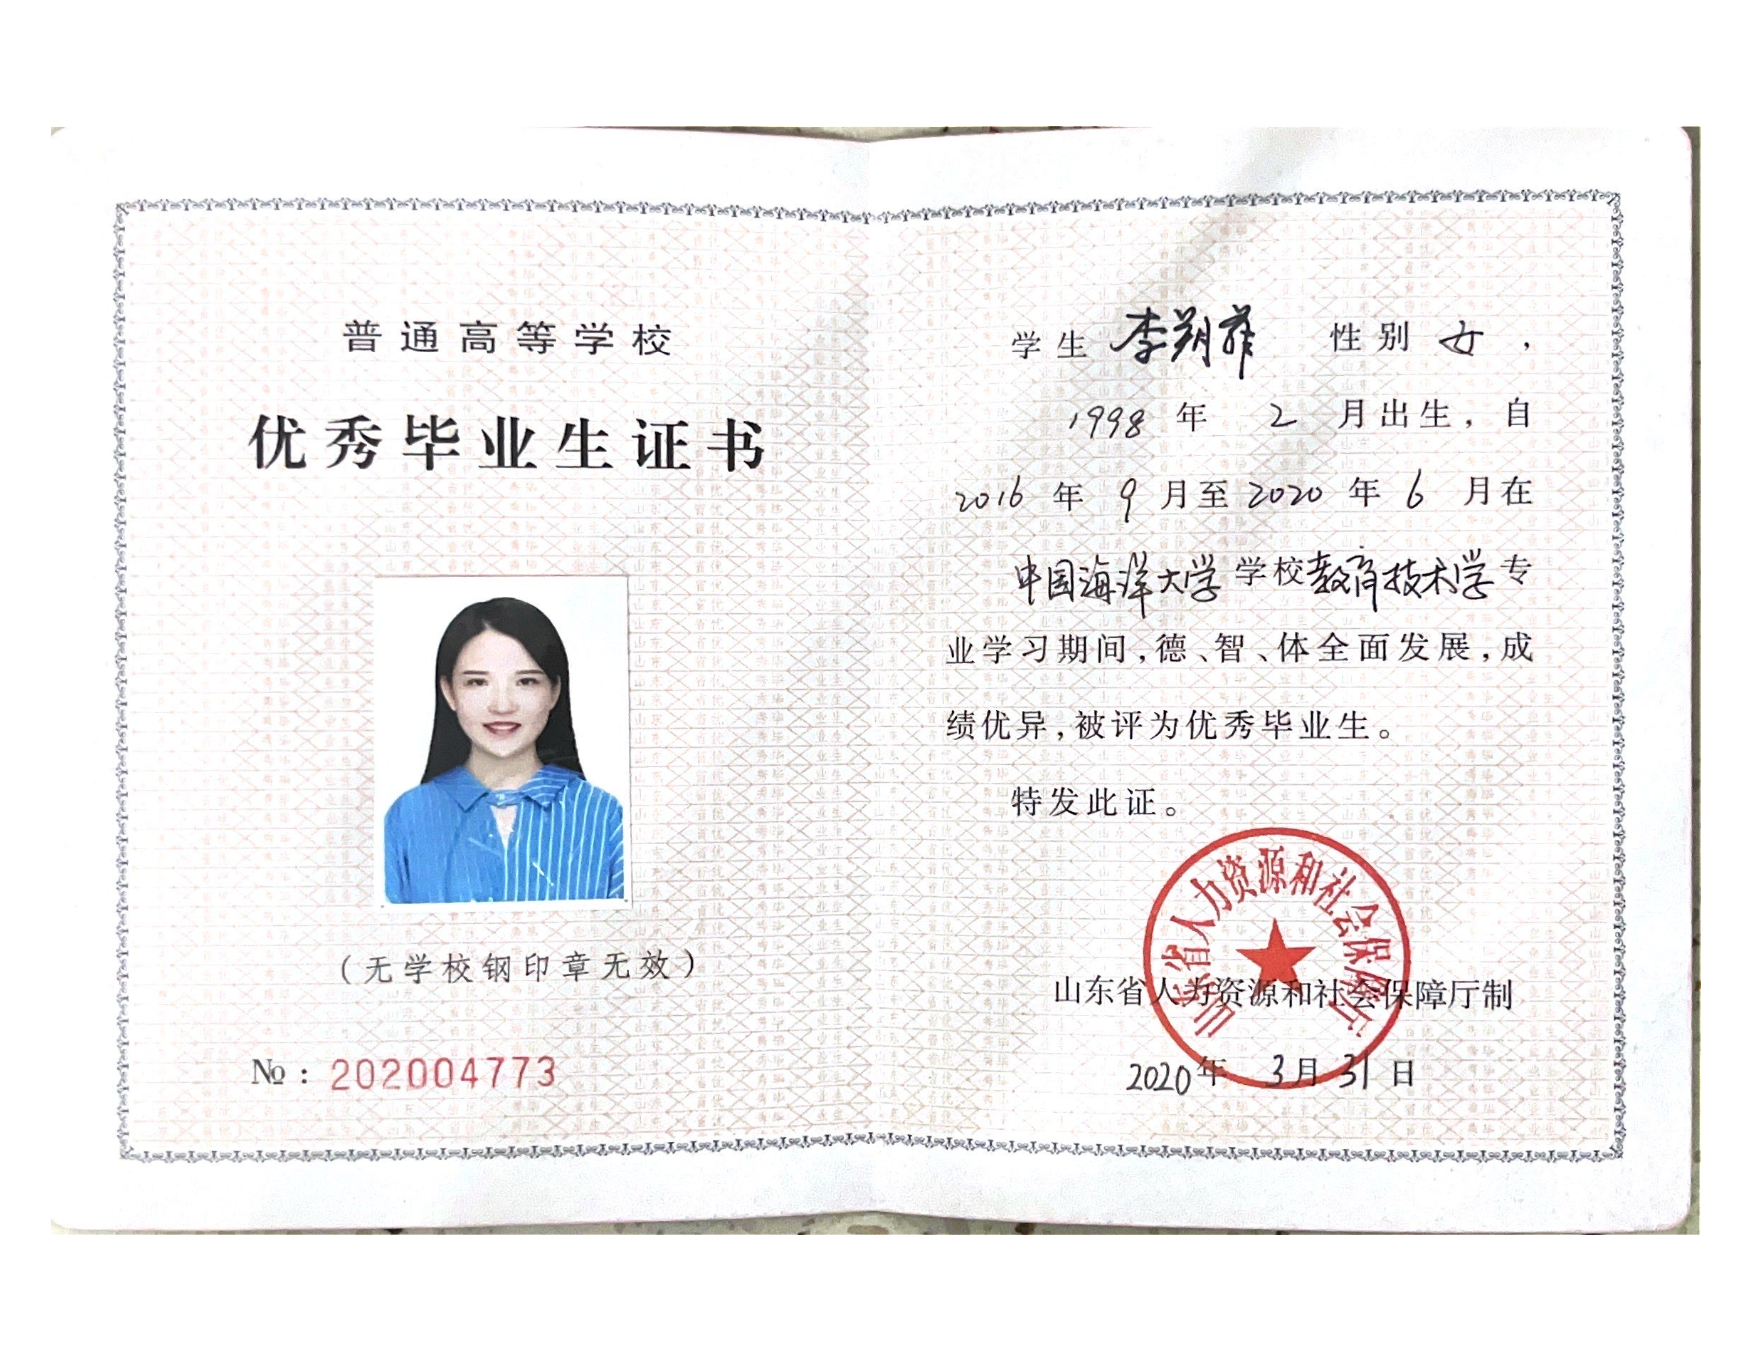 普通高等学校
优秀毕业生证书
(无学校钢印章无效)
№:202004773
学生 李朔 性别 女,
1998 年 2 月出生,自
2016 年 9 月至 2020 年 6 月在
中国海洋大学 学校 教育技术学 专
业学习期间,德、智、体全面发展,成
绩优异,被评为优秀毕业生。
特发此证。
山东省人力资源和社会保障厅
山东省人力资源和社会保障厅制
2020 年 3 月 31 日